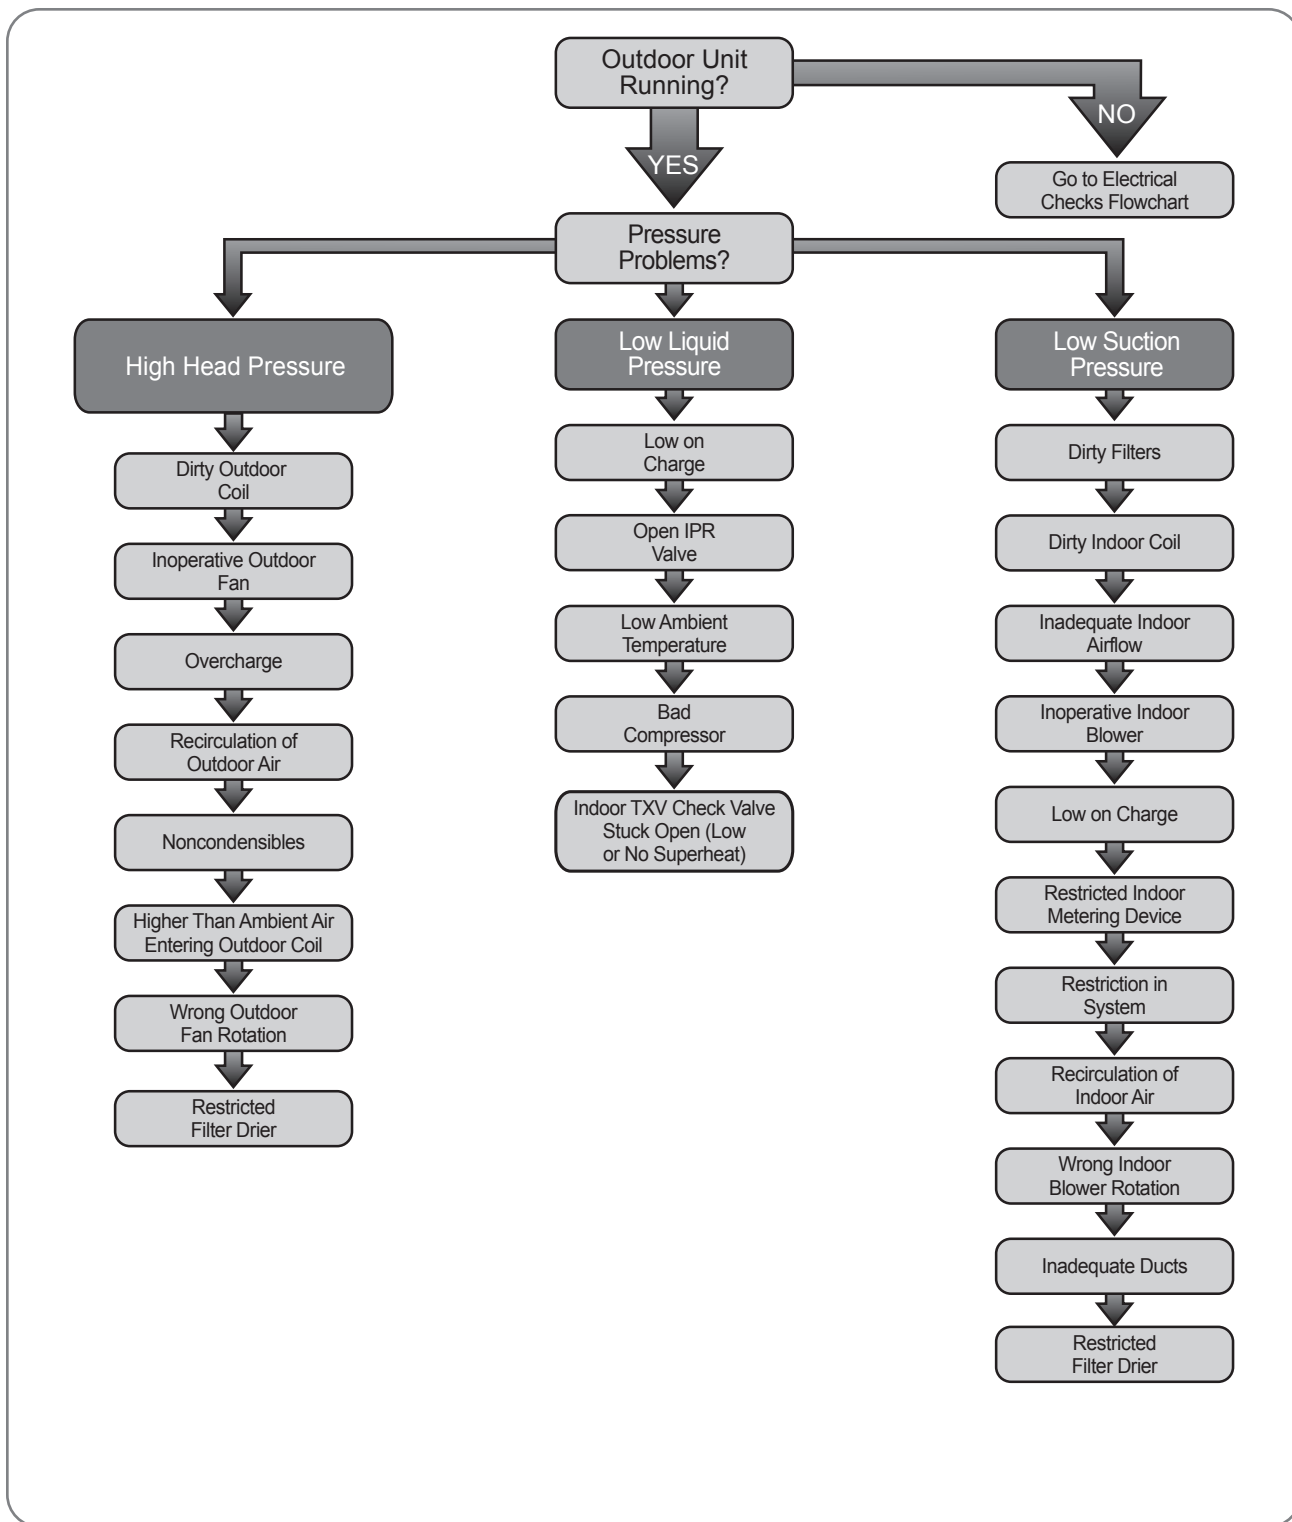 Outdoor Unit
Running?
NO
YES
Go to Electrical
Checks Flowchart
Pressure
Problems?
High Head Pressure
Dirty Outdoor
Coil
Inoperative Outdoor
Fan
Overcharge
Recirculation of
Outdoor Air
Noncondensibles
Higher Than Ambient Air
Entering Outdoor Coil
Wrong Outdoor
Fan Rotation
Restricted
Filter Drier
Low Liquid
Pressure
Low on
Charge
Open IPR
Valve
Low Ambient
Temperature
Bad
Compressor
Indoor TXV Check Valve
Stuck Open (Low
or No Superheat)
Low Suction
Pressure
Dirty Filters
Dirty Indoor Coil
Inadequate Indoor
Airflow
Inoperative Indoor
Blower
Low on Charge
Restricted Indoor
Metering Device
Restriction in
System
Recirculation of
Indoor Air
Wrong Indoor
Blower Rotation
Inadequate Ducts
Restricted
Filter Drier